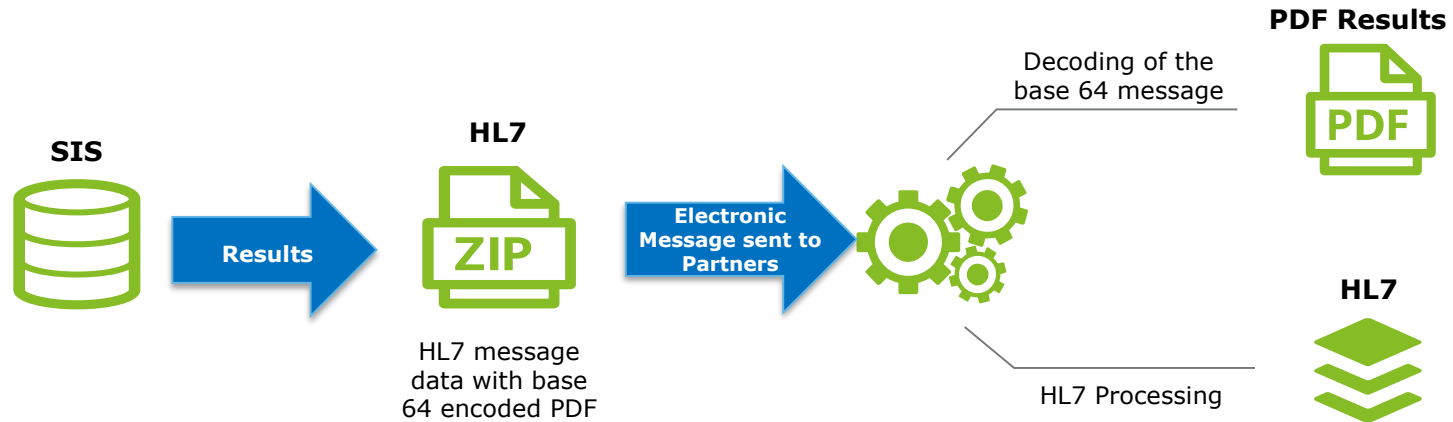 SIS
Results
HL7
ZIP
HL7 message
data with base
64 encoded PDF
Electronic
Message sent to
Partners
Decoding of the
base 64 message
PDF Results
PDF
HL7 Processing
HL7